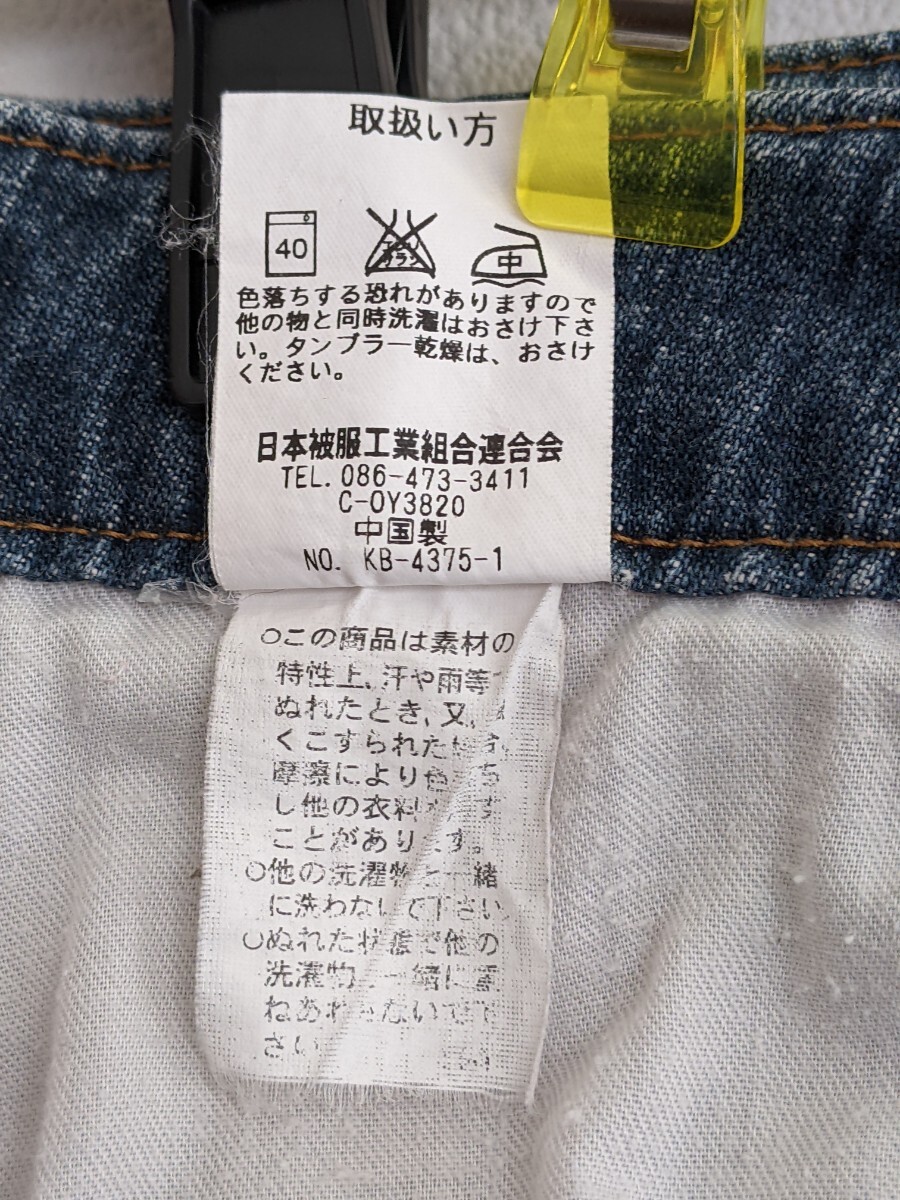 取扱い方
40
中
色落ちする恐れがありますので
他の物と同時洗濯はおさけ下さ
い。タンブラー乾燥は、おさけ
ください。
日本被服工業組合連合会
TEL. 086-473-3411
C-OY3820
中国製
NO. KB-4375-1
○この商品は素材の
特性上、汗や雨等
ぬれたとき、又、
くこすられた
摩擦により色
し他の衣料
ことがあります。
○他の洗濯物と一緒
に洗わないで下さい
○ぬれた状態で他の
洗濯物 一緒に重
ねあわ ないで下
さい